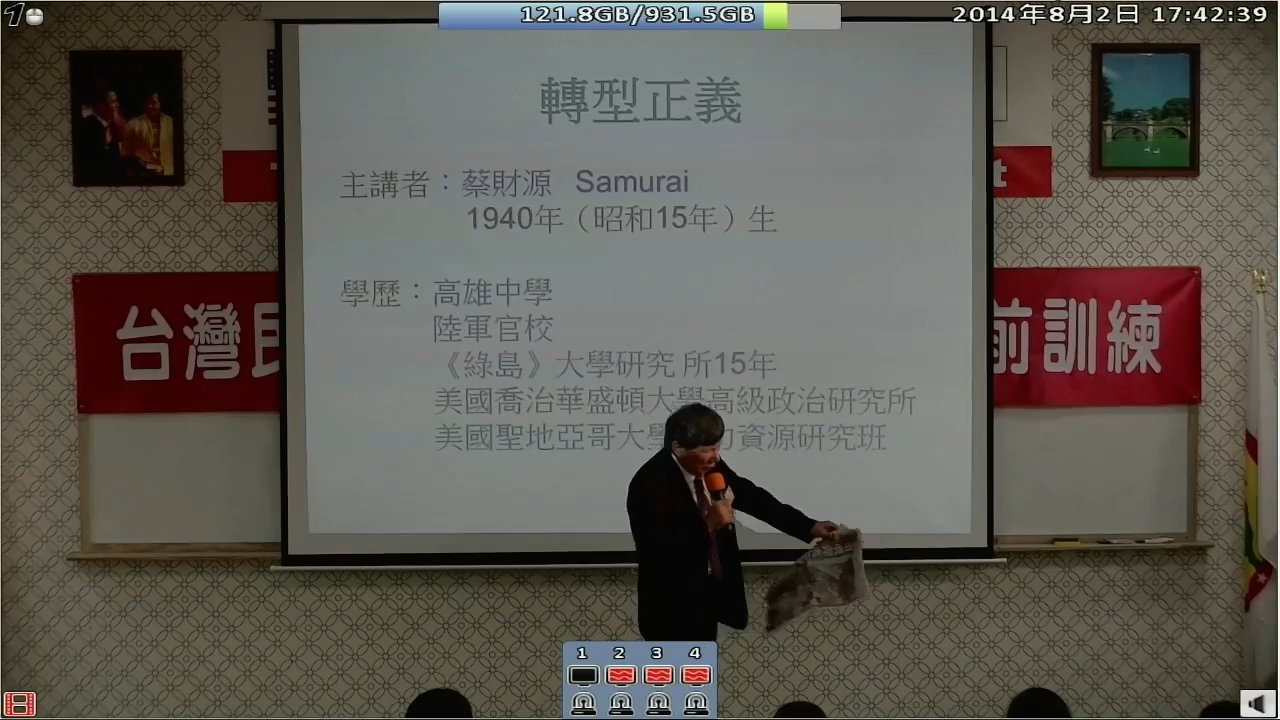 121.8GB/931.5GB
2014年8月2日 17:42:39
轉型正義
主講者：蔡財源 Samurai
1940年（昭和15年）生
學歷：高雄中學
陸軍官校
《綠島》大學研究 所15年
美國喬治華盛頓大學高級政治研究所
美國聖地亞哥大學 力資源研究班
t
台灣
前訓練
1 2 3 4